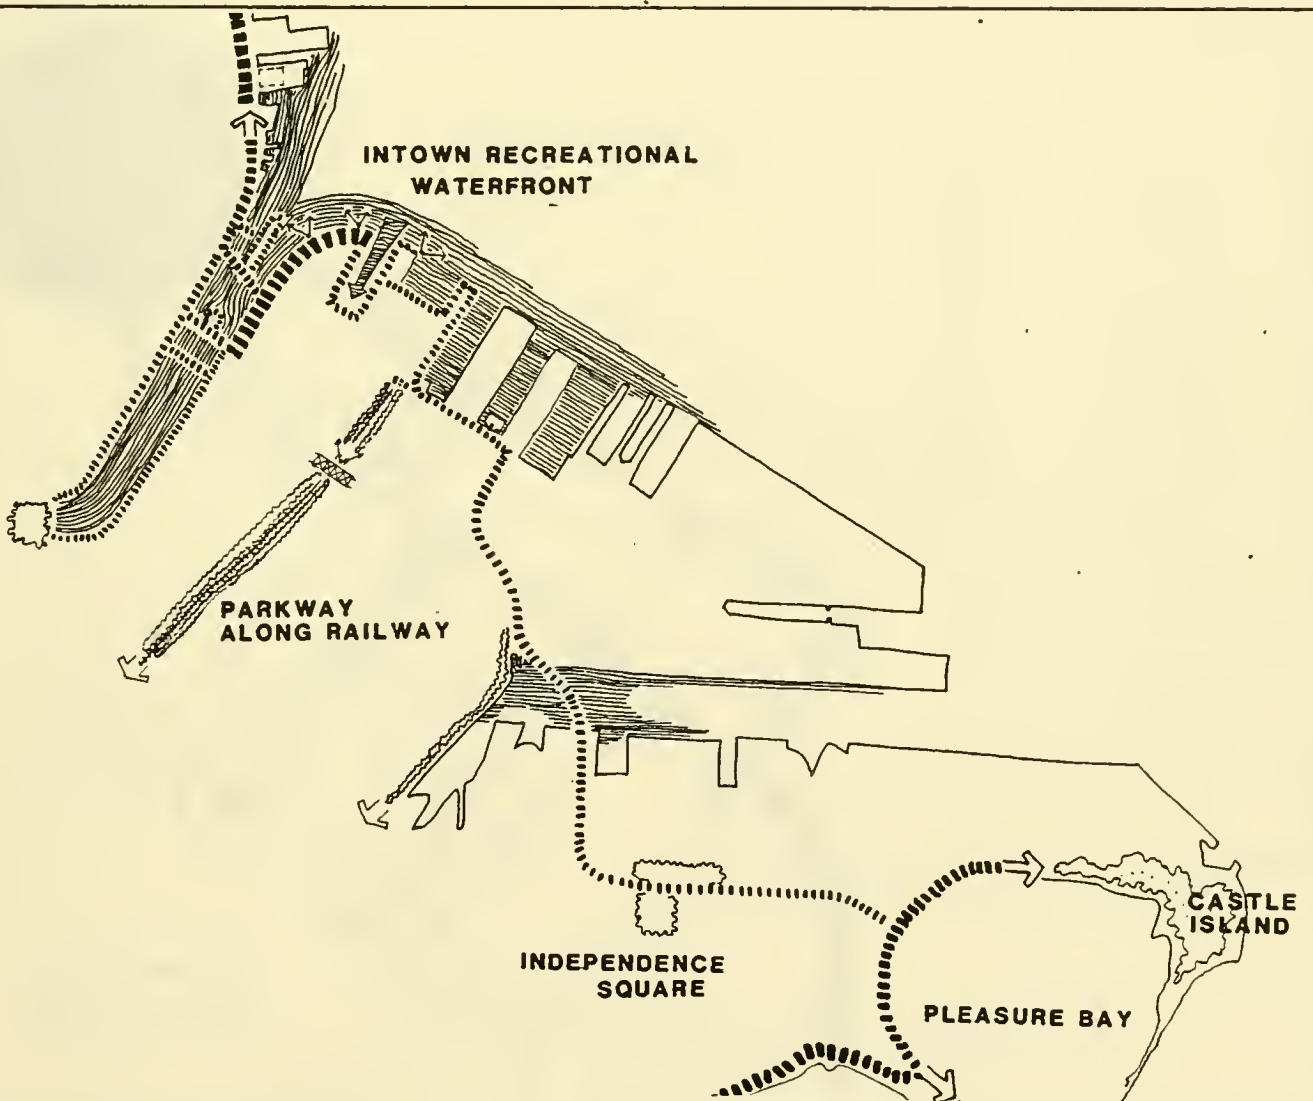 INTOWN RECREATIONAL
WATERFRONT
PARKWAY
ALONG RAILWAY
CASTLE
ISLAND
INDEPENDENCE
SQUARE
PLEASURE BAY